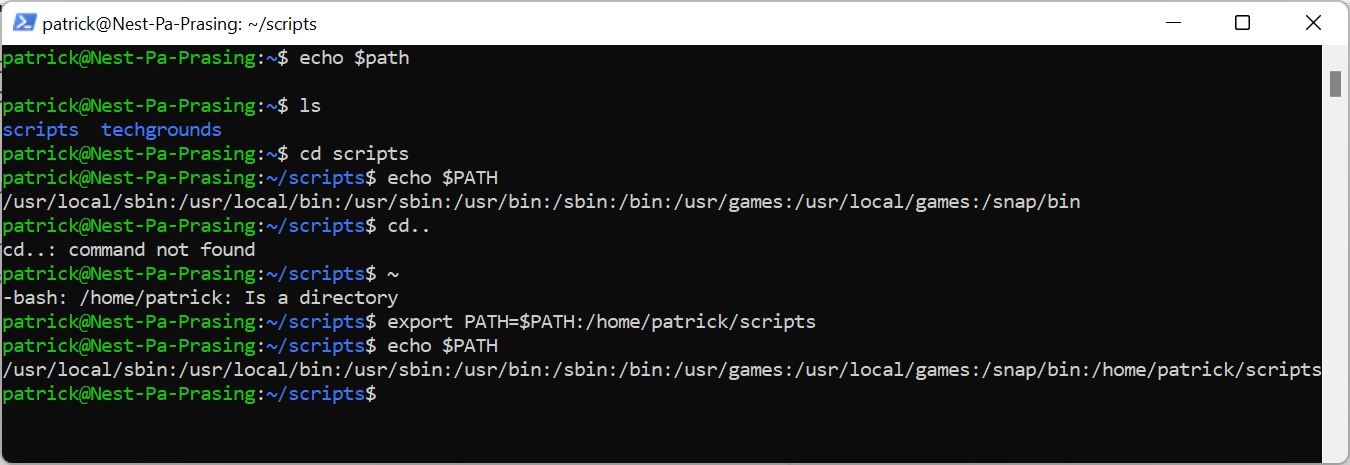 patrick@Nest-Pa-Prasing: ~/scripts
patrick@Nest-Pa-Prasing:~$ echo $path
patrick@Nest-Pa-Prasing:~$ ls
scripts  techgrounds
patrick@Nest-Pa-Prasing:~$ cd scripts
patrick@Nest-Pa-Prasing:~/scripts$ echo $PATH
/usr/local/sbin:/usr/local/bin:/usr/sbin:/usr/bin:/sbin:/bin:/usr/games:/usr/local/games:/snap/bin
patrick@Nest-Pa-Prasing:~/scripts$ cd..
cd..: command not found
patrick@Nest-Pa-Prasing:~/scripts$ ~
-bash: /home/patrick: Is a directory
patrick@Nest-Pa-Prasing:~/scripts$ export PATH=$PATH:/home/patrick/scripts
patrick@Nest-Pa-Prasing:~/scripts$ echo $PATH
/usr/local/sbin:/usr/local/bin:/usr/sbin:/usr/bin:/sbin:/bin:/usr/games:/usr/local/games:/snap/bin:/home/patrick/scripts
patrick@Nest-Pa-Prasing:~/scripts$